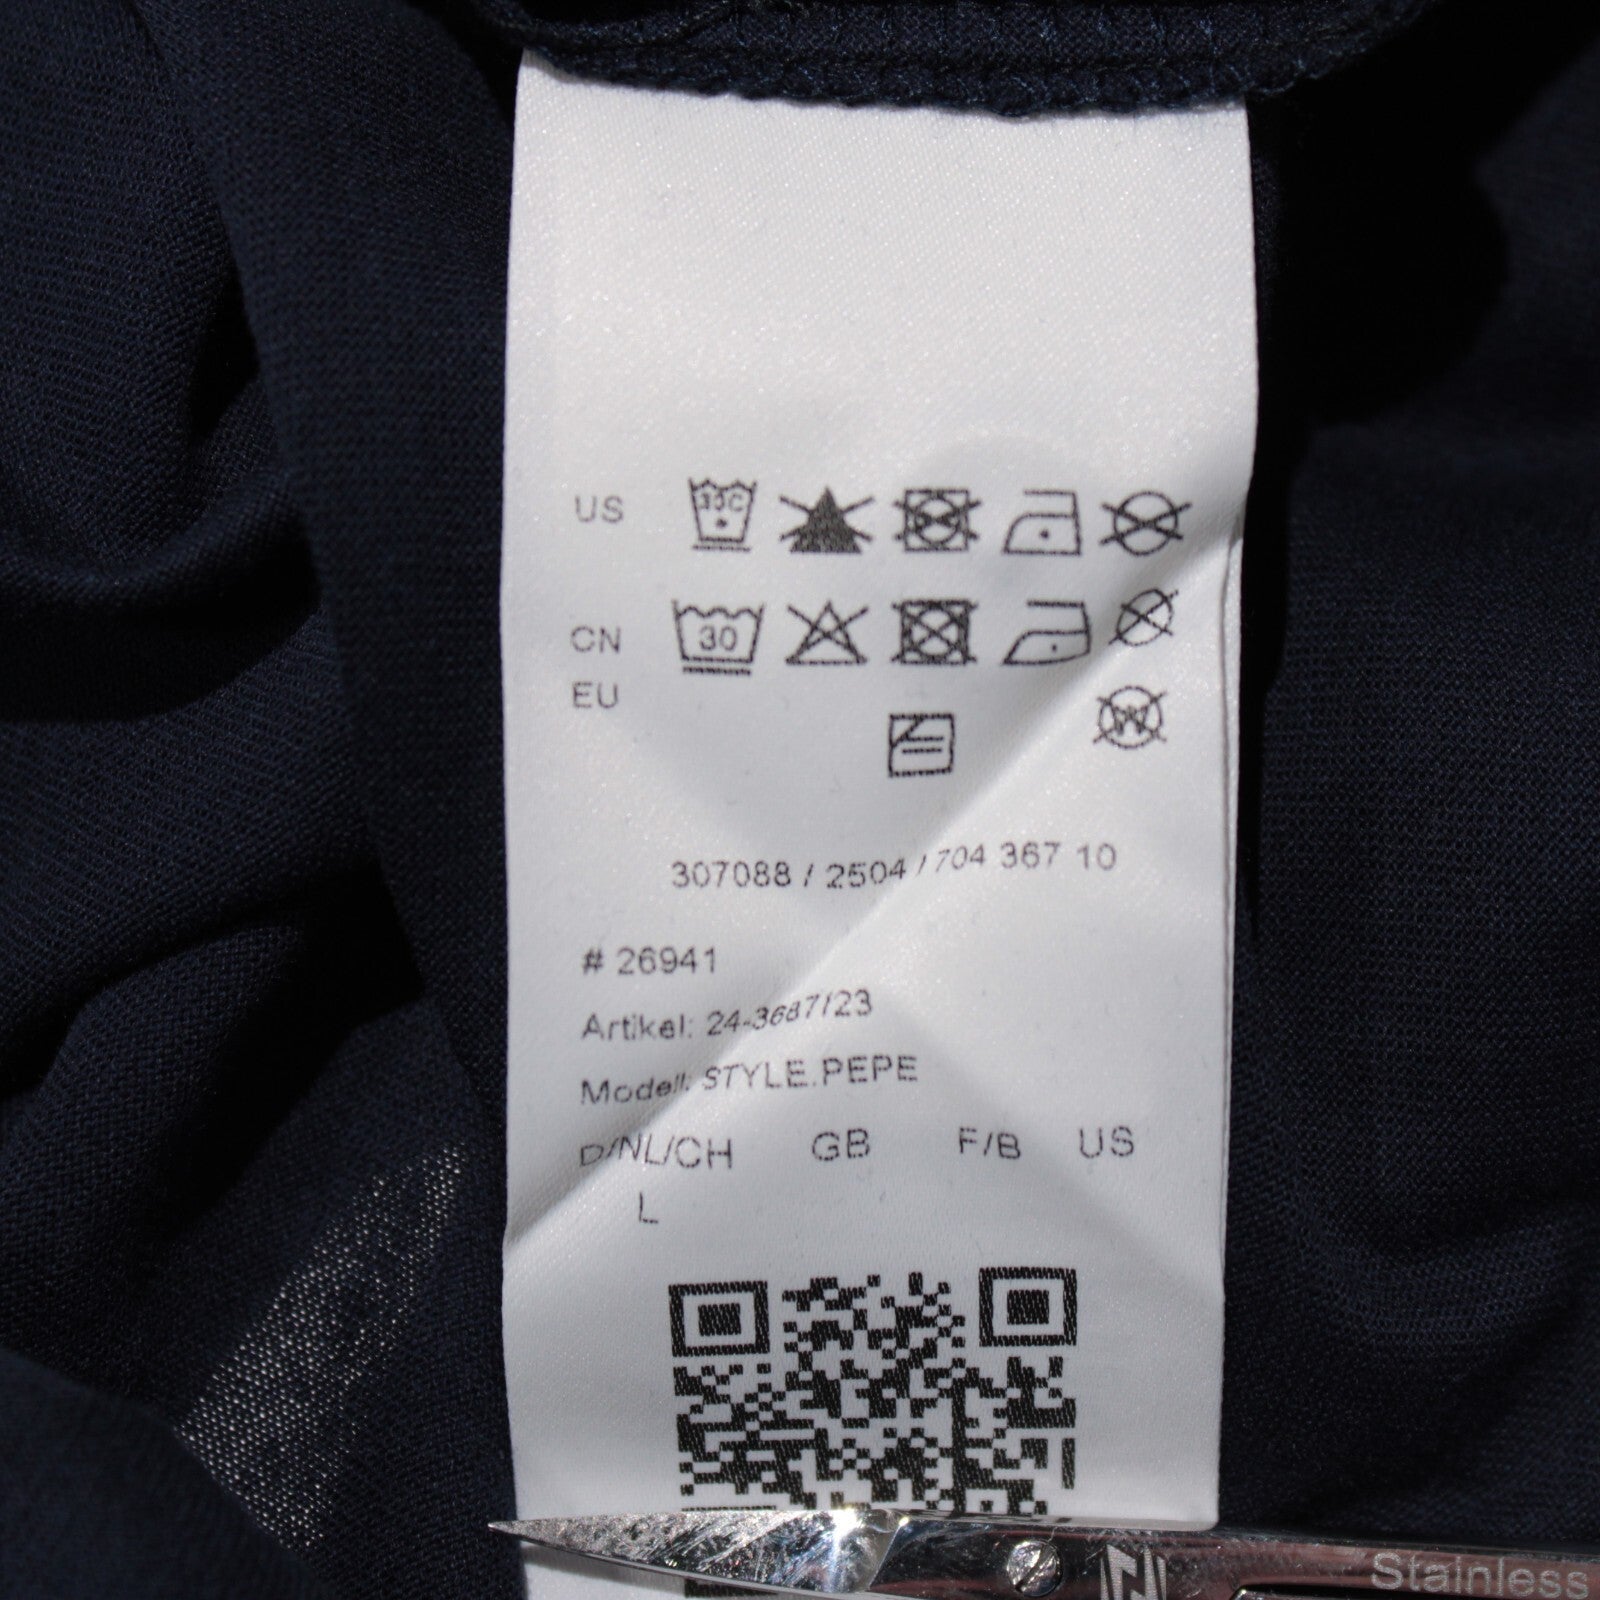 US 30C
CN 30
EU
W
307088 / 2504 / 704 367 10
# 26941
Artikel: 24-3687/23
Modell: STYLE.PEPE
D/NL/CH GB F/B US
L
Stainless